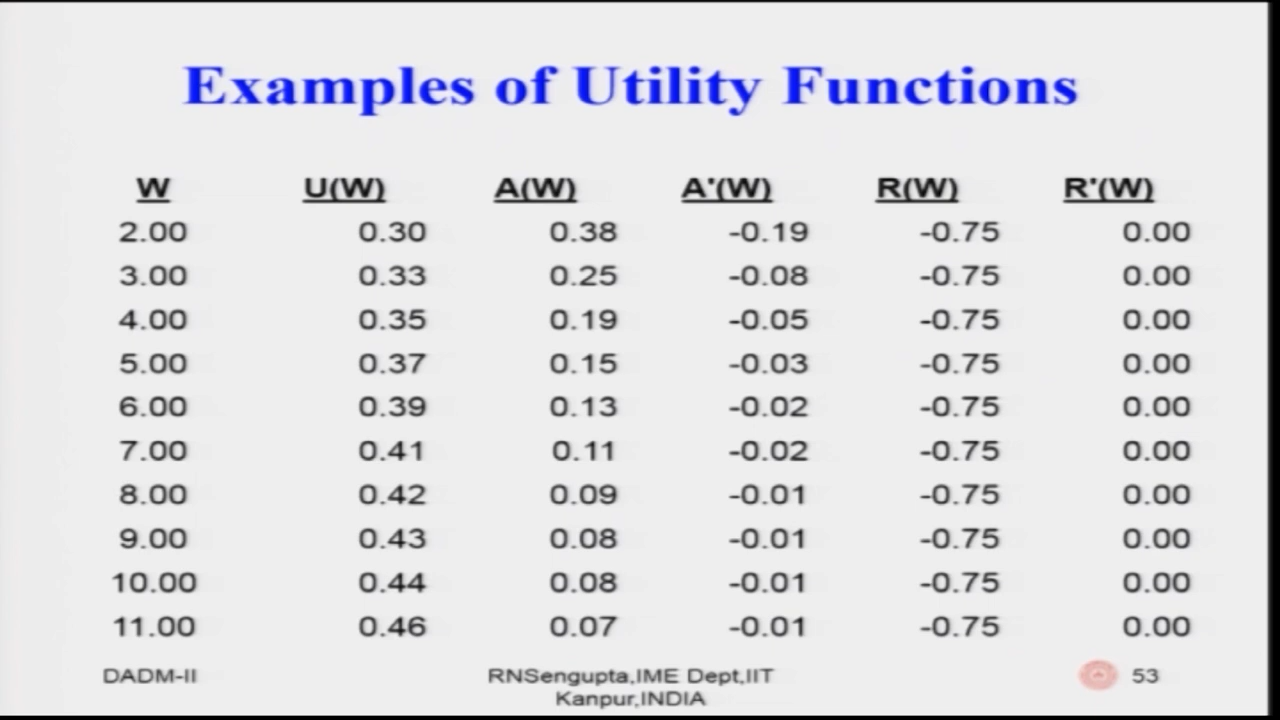 Examples of Utility Functions
W U(W) A(W) A'(W) R(W) R'(W)
2.00 0.30 0.38 -0.19 -0.75 0.00
3.00 0.33 0.25 -0.08 -0.75 0.00
4.00 0.35 0.19 -0.05 -0.75 0.00
5.00 0.37 0.15 -0.03 -0.75 0.00
6.00 0.39 0.13 -0.02 -0.75 0.00
7.00 0.41 0.11 -0.02 -0.75 0.00
8.00 0.42 0.09 -0.01 -0.75 0.00
9.00 0.43 0.08 -0.01 -0.75 0.00
10.00 0.44 0.08 -0.01 -0.75 0.00
11.00 0.46 0.07 -0.01 -0.75 0.00
DADM-II RNSengupta,IME Dept,IIT 53
Kanpur,INDIA